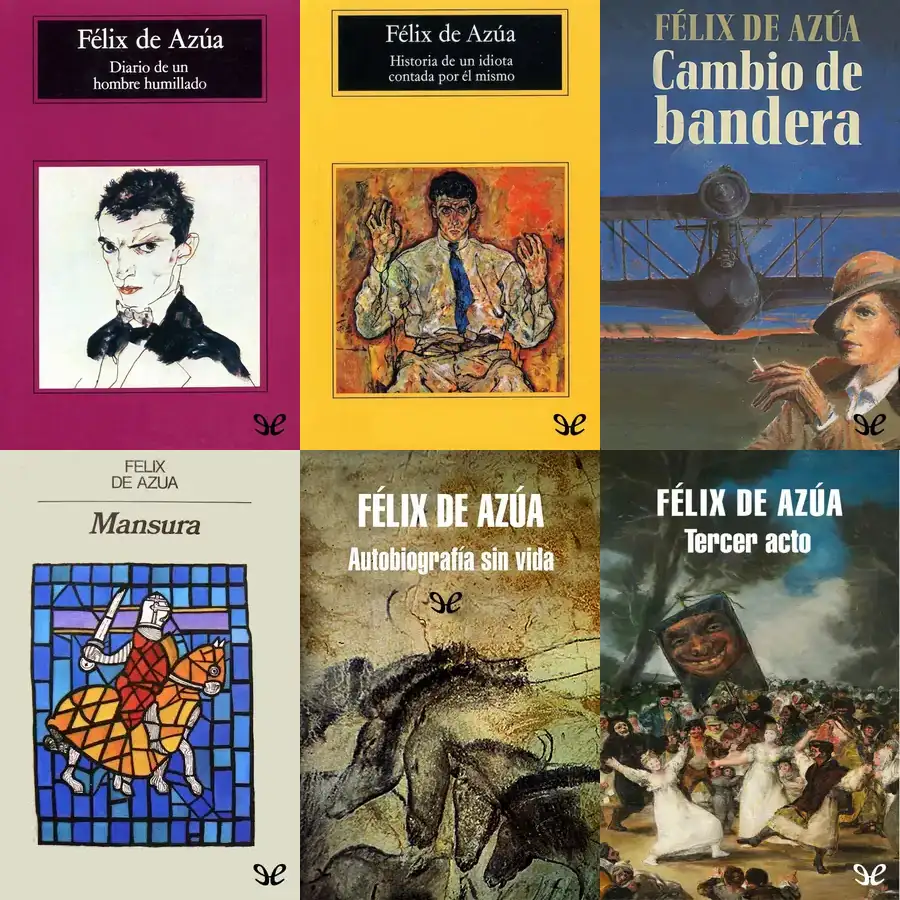 Félix de Azúa
Diario de un
hombre humillado
Félix de Azúa
Historia de un idiota
contada por él mismo
FÉLIX DE AZÚA
Cambio de
bandera
FELIX
DE AZUA
Mansura
FÉLIX DE AZÚA
Autobiografía sin vida
FÉLIX DE AZÚA
Tercer acto